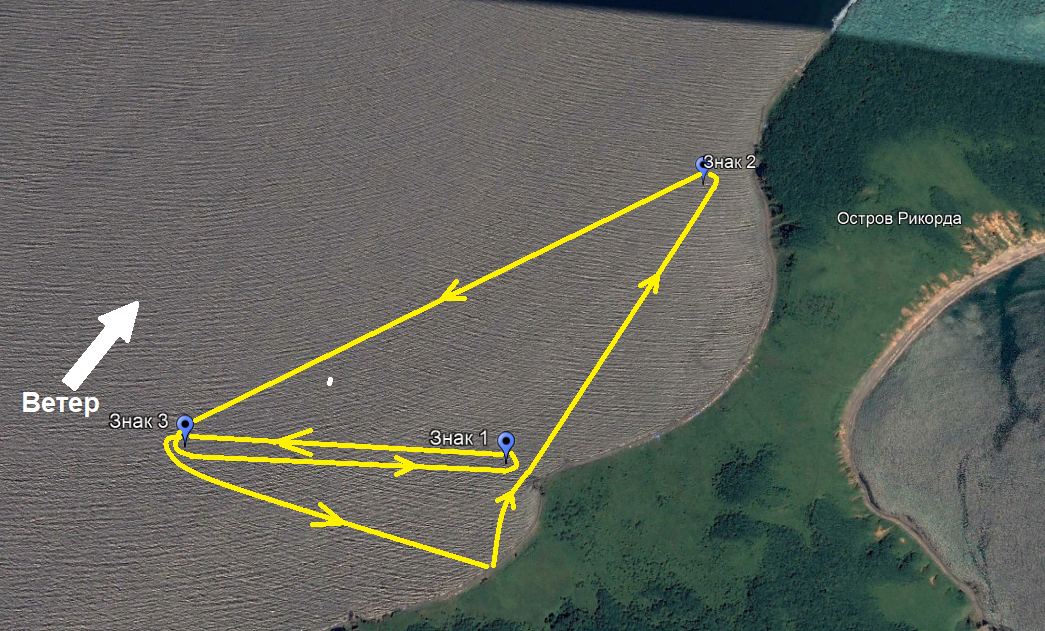 Знак 2
Остров Рикорда
Ветер
Знак 3
Знак 1